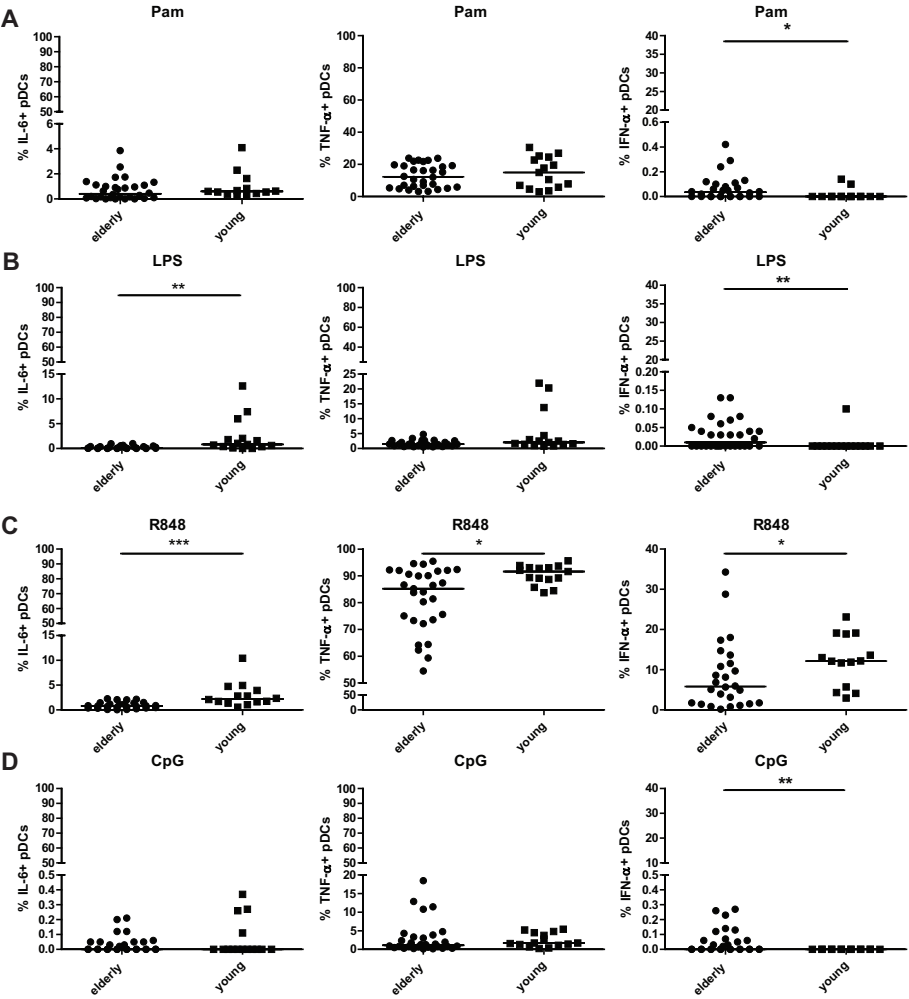 A
Pam
% IL-6+ pDCs
100
90
80
70
60
50
6
4
2
0
elderly
young
Pam
% TNF-α+ pDCs
100
80
60
40
20
0
elderly
young
Pam
*
% IFN-α+ pDCs
40
35
30
25
20
0.6
0.4
0.2
0.0
elderly
young
B
LPS
**
% IL-6+ pDCs
100
90
80
70
60
50
15
10
5
0
elderly
young
LPS
% TNF-α+ pDCs
100
80
60
40
25
20
15
10
5
0
elderly
young
LPS
**
% IFN-α+ pDCs
40
35
30
25
20
0.20
0.15
0.10
0.05
0.00
elderly
young
C
R848
***
% IL-6+ pDCs
100
90
80
70
60
50
15
10
5
0
elderly
young
R848
*
% TNF-α+ pDCs
100
90
80
70
60
50
50
0
elderly
young
R848
*
% IFN-α+ pDCs
40
30
20
10
0
elderly
young
D
CpG
% IL-6+ pDCs
100
90
80
70
60
50
0.5
0.4
0.3
0.2
0.1
0.0
elderly
young
CpG
% TNF-α+ pDCs
100
90
80
70
60
50
20
15
10
5
0
elderly
young
CpG
**
% IFN-α+ pDCs
40
30
20
10
0.5
0.4
0.3
0.2
0.1
0.0
elderly
young